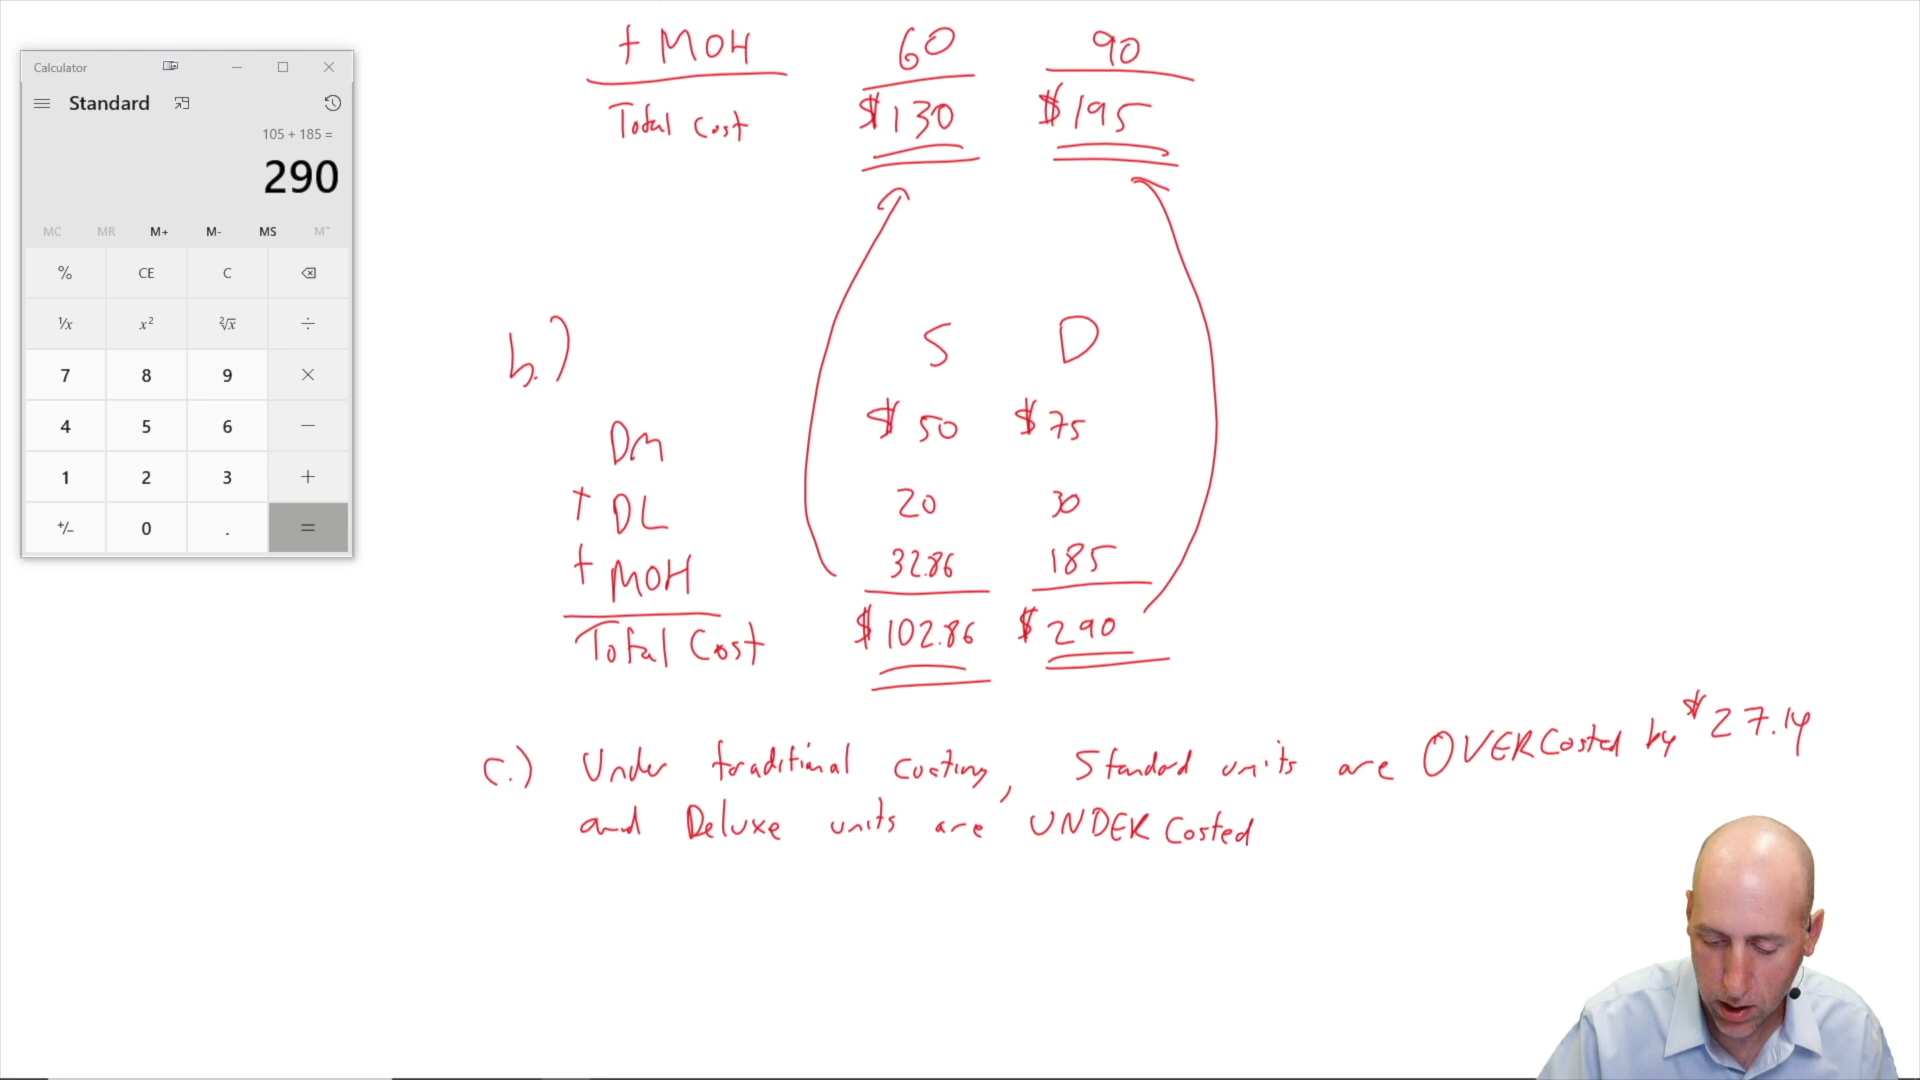 + MOH 60 90
Total Cost $130 $195
Calculator
Standard
105 + 185 =
290
MC MR M+ M- MS M˅
% CE C
1/x x² ²√x ÷
7 8 9 ×
4 5 6 −
1 2 3 +
+/− 0 . =
b.) S D
DM $ 50 $ 75
+ DL 20 30
+ MOH 32.86 185
Total Cost $ 102.86 $ 290
c.) Under traditional costing, Standard units are OVERCosted by $27.14
and Deluxe units are UNDERCosted